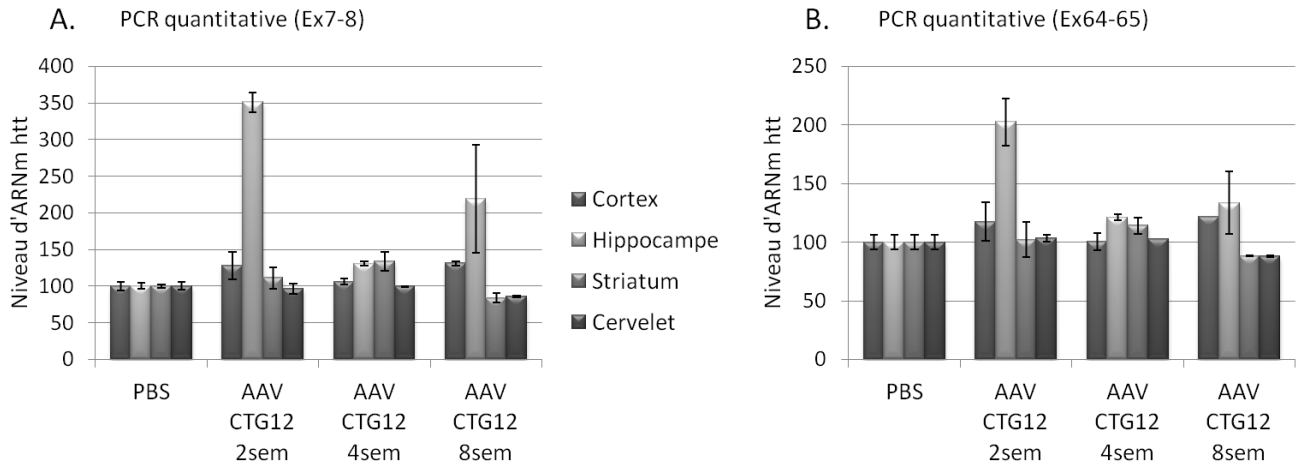 A. PCR quantitative (Ex7-8)
Niveau d'ARNm htt
400
350
300
250
200
150
100
50
0
PBS
AAV
CTG12
2sem
AAV
CTG12
4sem
AAV
CTG12
8sem
Cortex
Hippocampe
Striatum
Cervelet
B. PCR quantitative (Ex64-65)
Niveau d'ARNm htt
250
200
150
100
50
0
PBS
AAV
CTG12
2sem
AAV
CTG12
4sem
AAV
CTG12
8sem